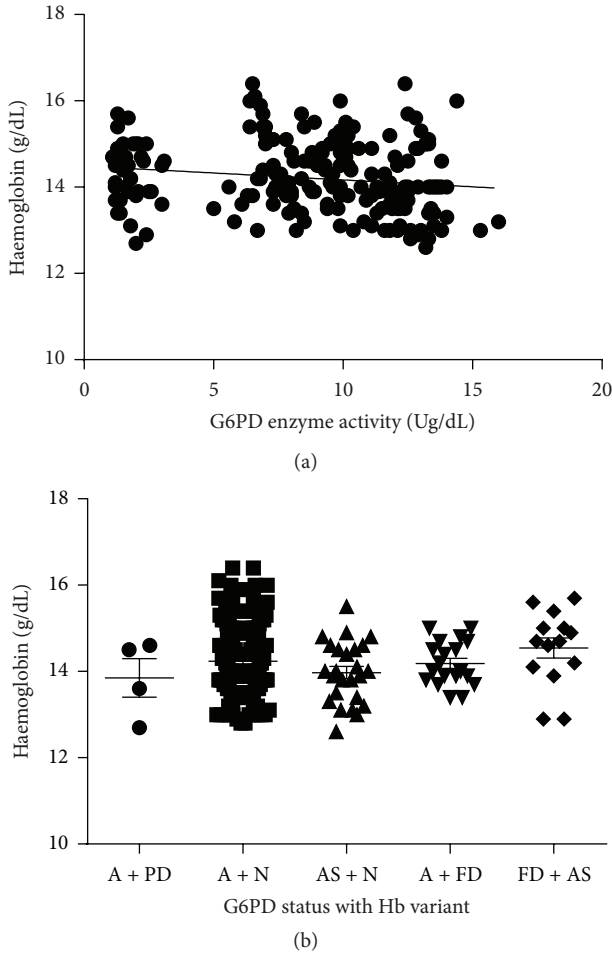 18
16
14
12
10
Haemoglobin (g/dL)
0
5
10
15
20
G6PD enzyme activity (Ug/dL)
(a)
18
16
14
12
10
Haemoglobin (g/dL)
A + PD
A + N
AS + N
A + FD
FD + AS
G6PD status with Hb variant
(b)